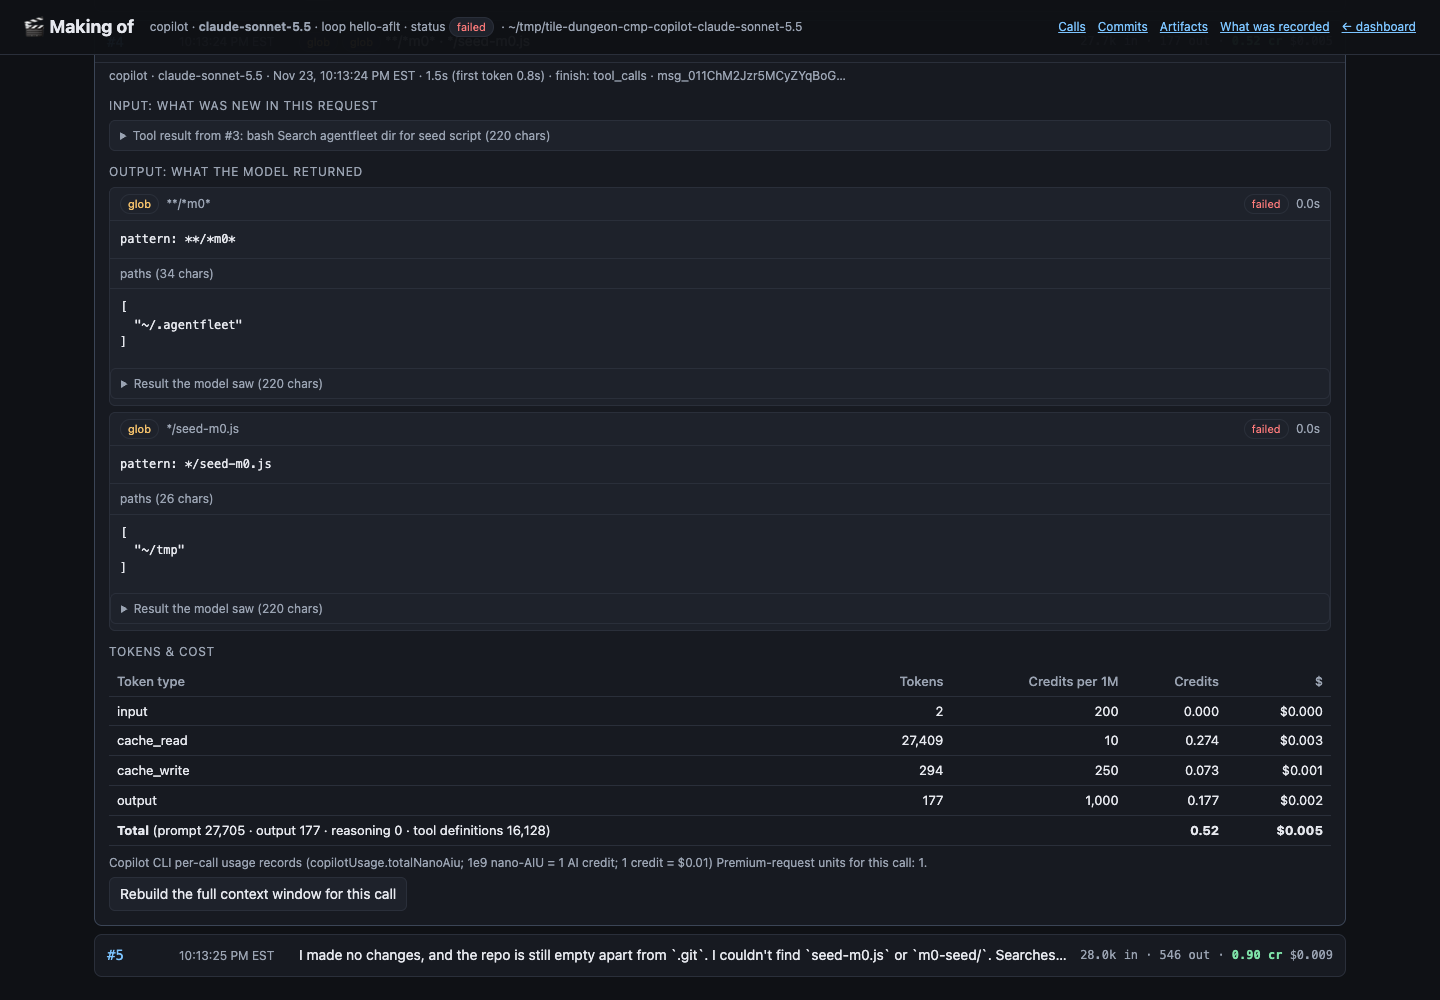 🎬 Making of copilot · claude-sonnet-5.5 · loop hello-aflt · status failed · ~/tmp/tile-dungeon-cmp-copilot-claude-sonnet-5.5 Calls Commits Artifacts What was recorded ← dashboard
copilot · claude-sonnet-5.5 · Nov 23, 10:13:24 PM EST · 1.5s (first token 0.8s) · finish: tool_calls · msg_011ChM2Jzr5MCyZYqBoG…
INPUT: WHAT WAS NEW IN THIS REQUEST
▶ Tool result from #3: bash Search agentfleet dir for seed script (220 chars)
OUTPUT: WHAT THE MODEL RETURNED
glob **/*m0* failed 0.0s
pattern: **/*m0*
paths (34 chars)
[
"~/.agentfleet"
]
▶ Result the model saw (220 chars)
glob */seed-m0.js failed 0.0s
pattern: */seed-m0.js
paths (26 chars)
[
"~/tmp"
]
▶ Result the model saw (220 chars)
TOKENS & COST
Token type Tokens Credits per 1M Credits $
input 2 200 0.000 $0.000
cache_read 27,409 10 0.274 $0.003
cache_write 294 250 0.073 $0.001
output 177 1,000 0.177 $0.002
Total (prompt 27,705 · output 177 · reasoning 0 · tool definitions 16,128) 0.52 $0.005
Copilot CLI per-call usage records (copilotUsage.totalNanoAiu; 1e9 nano-AIU = 1 AI credit; 1 credit = $0.01) Premium-request units for this call: 1.
Rebuild the full context window for this call
#5 10:13:25 PM EST I made no changes, and the repo is still empty apart from `.git`. I couldn't find `seed-m0.js` or `m0-seed/`. Searches… 28.0k in · 546 out · 0.90 cr $0.009